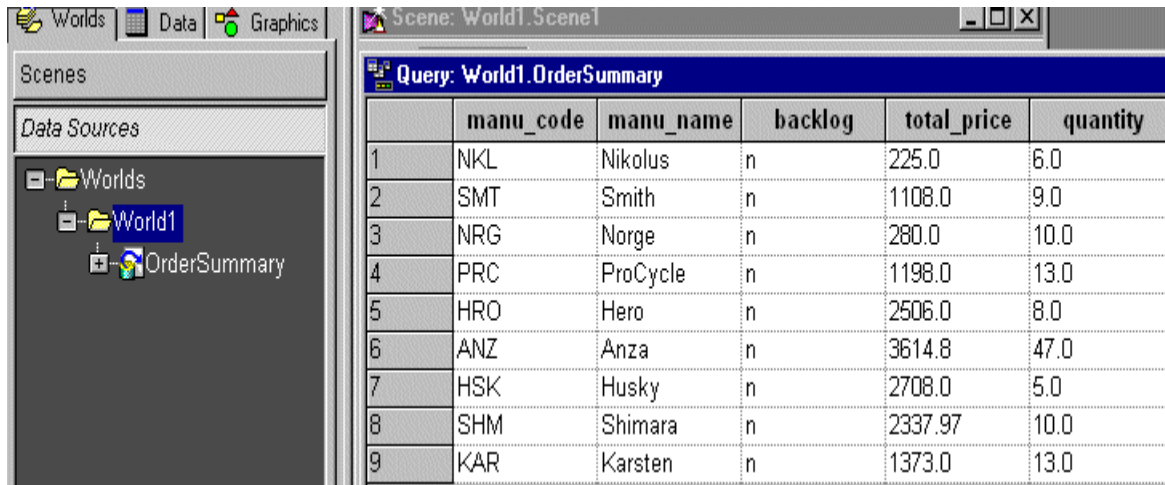 Worlds Data Graphics
Scenes
Data Sources
Worlds
World1
OrderSummary
Scene: World1.Scene1
Query: World1.OrderSummary
manu_code manu_name backlog total_price quantity
1 NKL Nikolus n 225.0 6.0
2 SMT Smith n 1108.0 9.0
3 NRG Norge n 280.0 10.0
4 PRC ProCycle n 1198.0 13.0
5 HRO Hero n 2506.0 8.0
6 ANZ Anza n 3614.8 47.0
7 HSK Husky n 2708.0 5.0
8 SHM Shimara n 2337.97 10.0
9 KAR Karsten n 1373.0 13.0